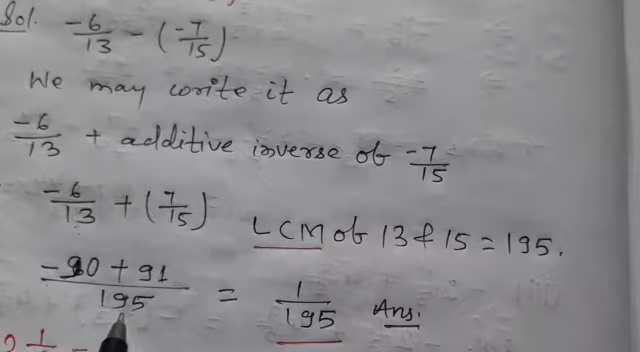 Sol. -6/13 - (-7/15)
We may write it as
-6/13 + additive inverse of -7/15
-6/13 + (7/15) LCM of 13 & 15 = 195.
-90 + 91/195 = 1/195 Ans.